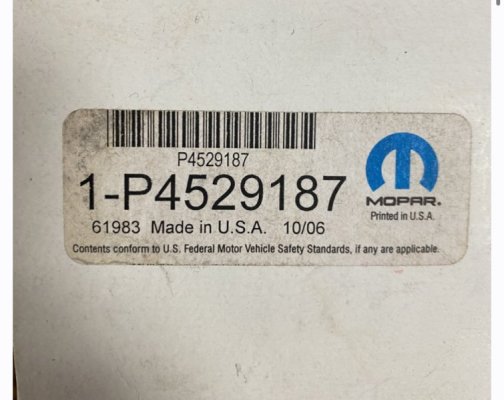 P4529187
1-P4529187
61983 Made in U.S.A. 10/06
Contents conform to U.S. Federal Motor Vehicle Safety Standards, if any are applicable.
MOPAR.
Printed in U.S.A.